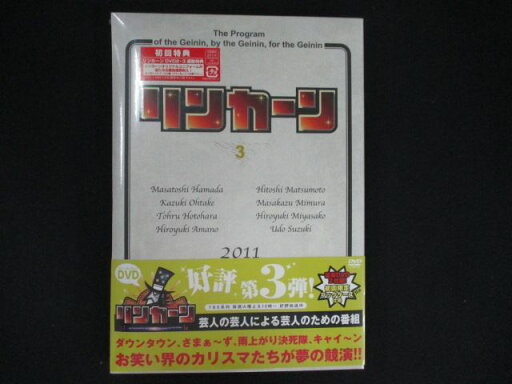 The Program
of the Geinin, by the Geinin, for the Geinin
初回特典
リンカーン
3
Masatoshi Hamada
Hitoshi Matsumoto
Kazuki Ohtake
Masakazu Mimura
Tohru Hotohara
Hiroyuki Miyasako
Hiroyuki Amano
Udo Suzuki
2011
DVD
リンカーン
好評第3弾!
DVD
芸人の芸人による芸人のための番組
ダウンタウン、さまぁ~ず、雨上がり決死隊、キャイ~ン
お笑い界のカリスマたちが夢の競演!!